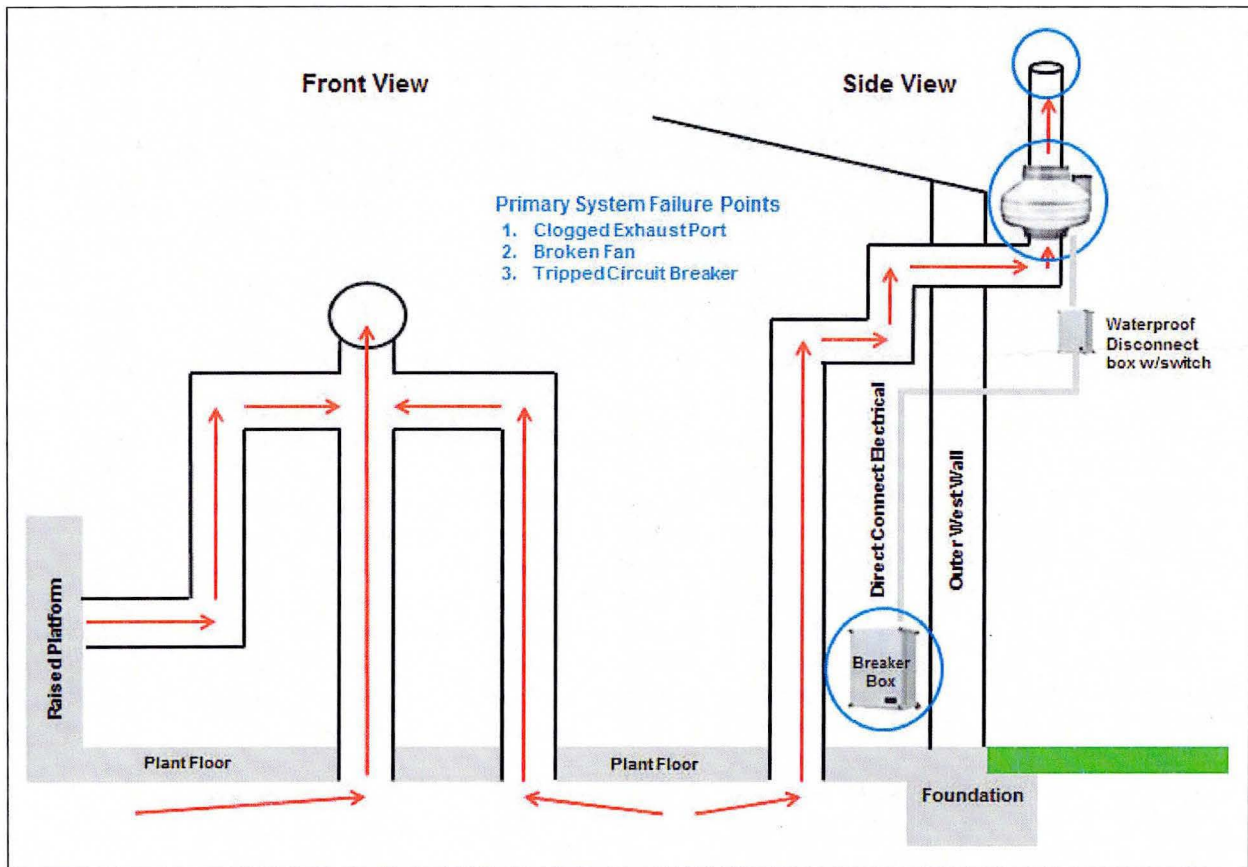 Front View
Side View
Primary System Failure Points
1. Clogged Exhaust Port
2. Broken Fan
3. Tripped Circuit Breaker
Waterproof
Disconnect
box w/switch
Direct Connect Electrical
Outer West Wall
Breaker
Box
Raised Platform
Plant Floor
Plant Floor
Foundation